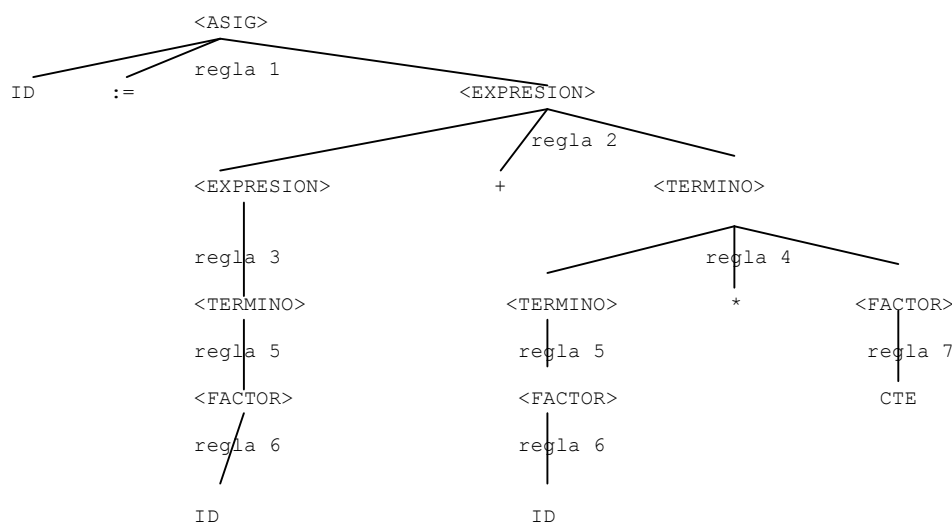 <ASIG>
regla 1
ID := <EXPRESION>
regla 2
<EXPRESION> + <TERMINO>
regla 3 regla 4
<TERMINO> <TERMINO> * <FACTOR>
regla 5 regla 5 regla 7
<FACTOR> <FACTOR> CTE
regla 6 regla 6
ID ID